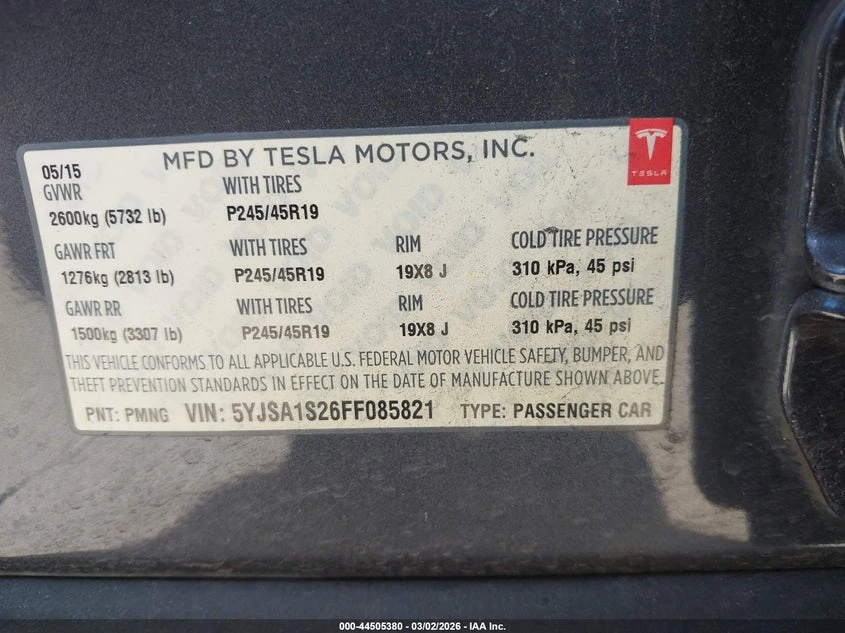 05/15 MFD BY TESLA MOTORS, INC.
TESLA
GVWR WITH TIRES
2600kg (5732 lb) P245/45R19
GAWR FRT WITH TIRES RIM COLD TIRE PRESSURE
1276kg (2813 lb) P245/45R19 19X8 J 310 kPa, 45 psi
GAWR RR WITH TIRES RIM COLD TIRE PRESSURE
1500kg (3307 lb) P245/45R19 19X8 J 310 kPa, 45 psi
THIS VEHICLE CONFORMS TO ALL APPLICABLE U.S. FEDERAL MOTOR VEHICLE SAFETY, BUMPER, AND
THEFT PREVENTION STANDARDS IN EFFECT ON THE DATE OF MANUFACTURE SHOWN ABOVE.
PNT: PMNG VIN: 5YJSA1S26FF085821 TYPE: PASSENGER CAR
000-44505380 - 03/02/2026 - IAA Inc.